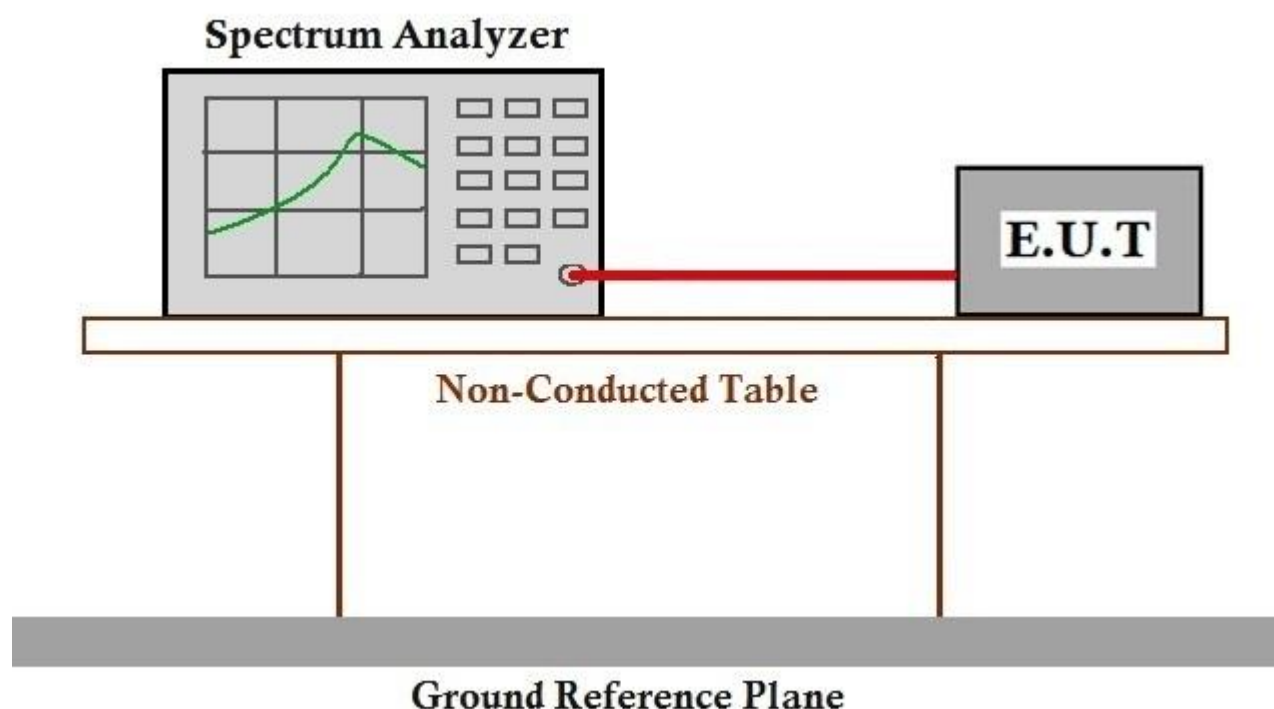 Spectrum Analyzer
E.U.T
Non-Conducted Table
Ground Reference Plane